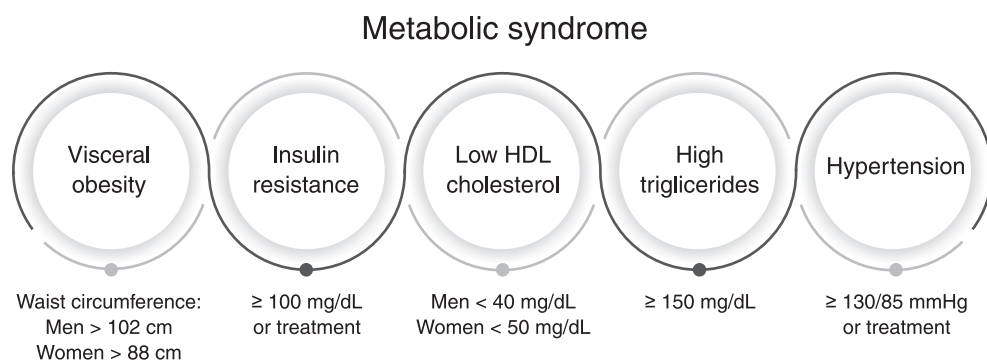 Metabolic syndrome
Visceral
obesity
Insulin
resistance
Low HDL
cholesterol
High
triglicerides
Hypertension
Waist circumference:
Men > 102 cm
Women > 88 cm
≥ 100 mg/dL
or treatment
Men < 40 mg/dL
Women < 50 mg/dL
≥ 150 mg/dL
≥ 130/85 mmHg
or treatment